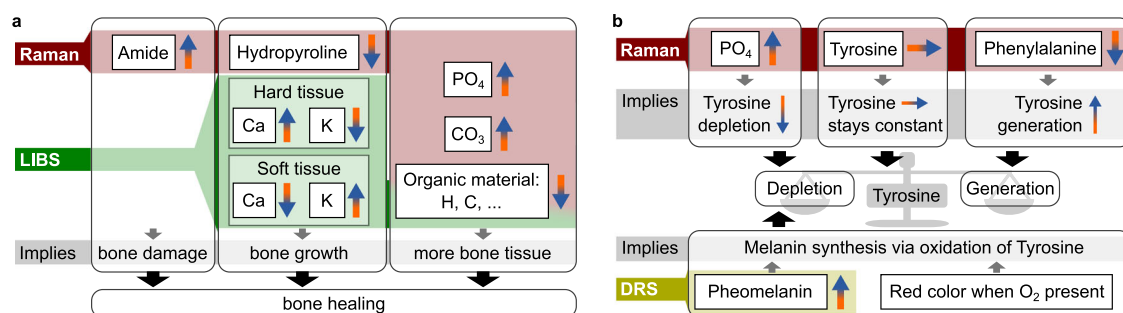 a
Raman
Amide
Hydropyroline
PO4
CO3
Organic material:
H, C, ...
Hard tissue
Ca
K
LIBS
Soft tissue
Ca
K
Implies
bone damage
bone growth
more bone tissue
bone healing
b
Raman
PO4
Tyrosine
Phenylalanine
Implies
Tyrosine
depletion
Tyrosine
stays constant
Tyrosine
generation
Depletion
Tyrosine
Generation
Implies
Melanin synthesis via oxidation of Tyrosine
DRS
Pheomelanin
Red color when O2 present